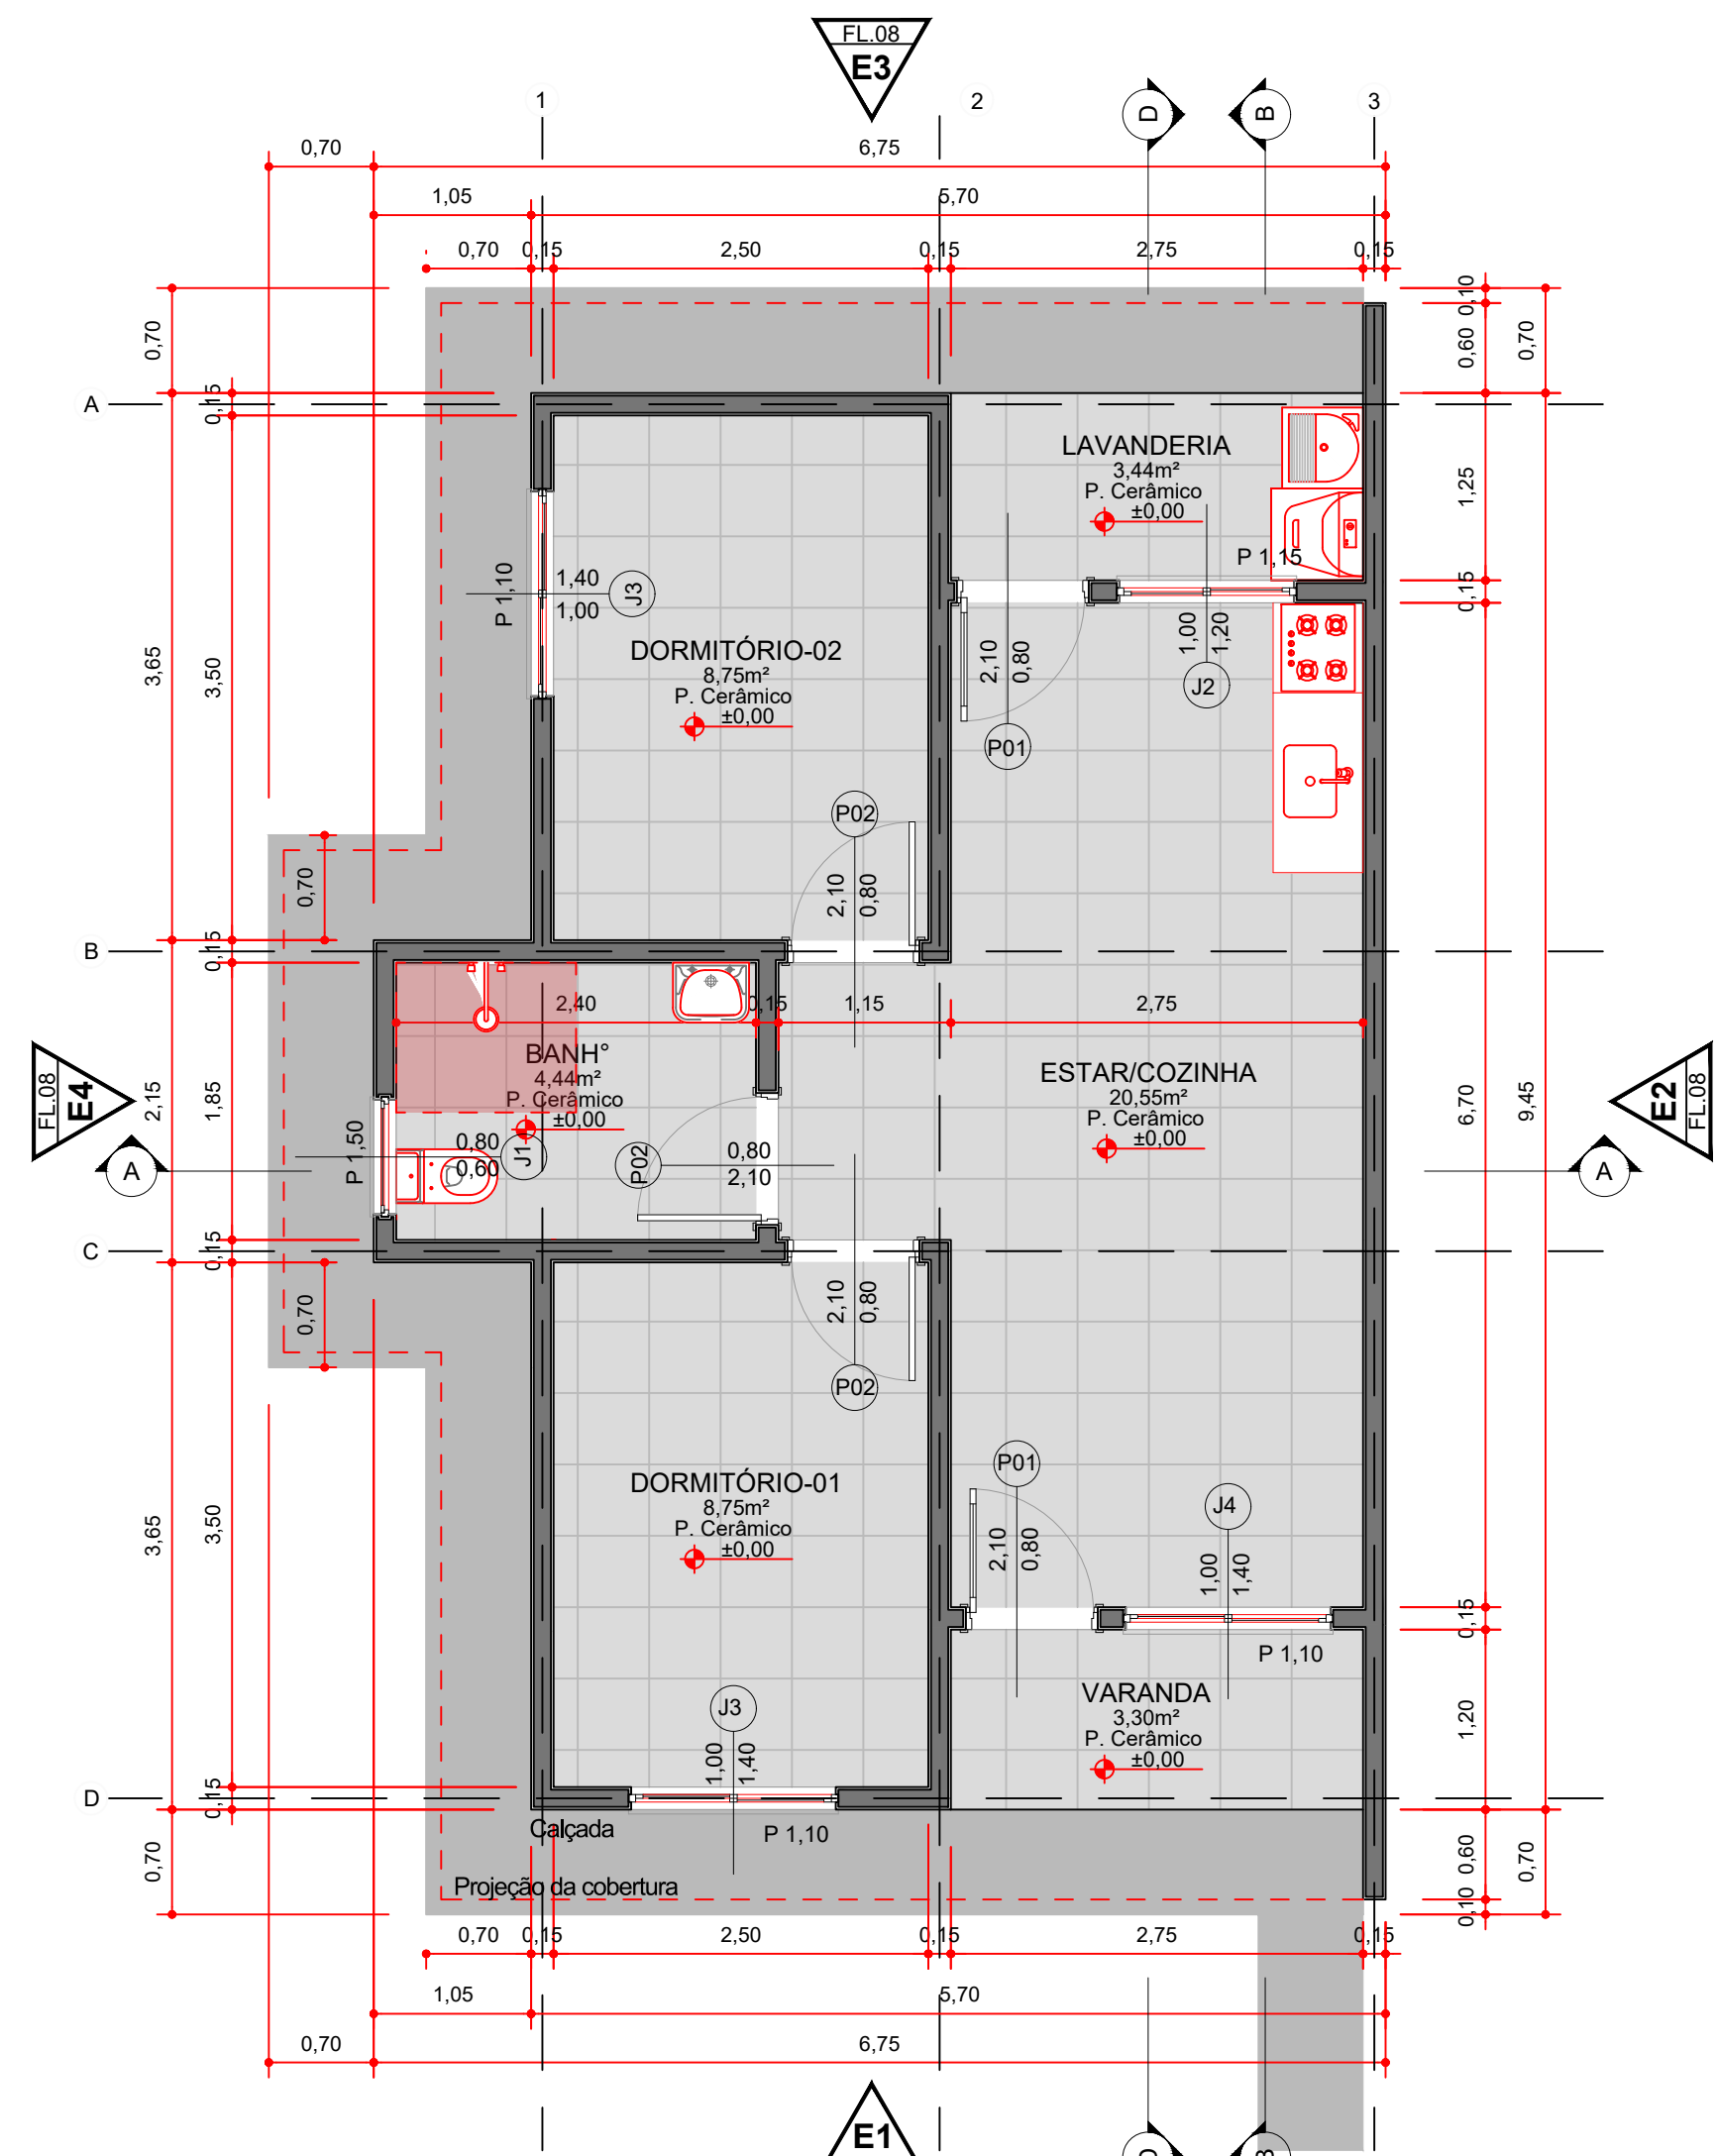 FL.08
E3
1
2
D
B
3
0,70
6,75
1,05
5,70
0,70
0,15
2,50
0,15
2,75
0,15
0,10
0,70
0,60
0,70
A
0,15
LAVANDERIA
3,44m²
P. Cerâmico
±0,00
1,25
P 1,15
0,15
P 1,10
1,40
1,00
J3
DORMITÓRIO-02
8,75m²
P. Cerâmico
±0,00
3,65
3,50
2,10
0,80
P01
1,00
1,20
J2
P02
2,10
0,80
0,70
B
0,15
2,40
0,15
1,15
2,75
BANH°
4,44m²
P. Cerâmico
±0,00
ESTAR/COZINHA
20,55m²
P. Cerâmico
±0,00
FL.08
E4
2,15
1,85
6,70
9,45
E2
FL.08
A
P 1,50
0,80
0,60
J1
P02
0,80
2,10
A
C
0,15
0,70
2,10
0,80
P02
P01
2,10
0,80
J4
1,00
1,40
DORMITÓRIO-01
8,75m²
P. Cerâmico
±0,00
3,65
3,50
0,15
P 1,10
VARANDA
3,30m²
P. Cerâmico
±0,00
1,20
J3
1,00
1,40
D
0,15
Calçada
P 1,10
0,70
0,60
0,70
Projeção da cobertura
0,10
0,70
0,15
2,50
0,15
2,75
0,15
1,05
5,70
0,70
6,75
E1
D
B